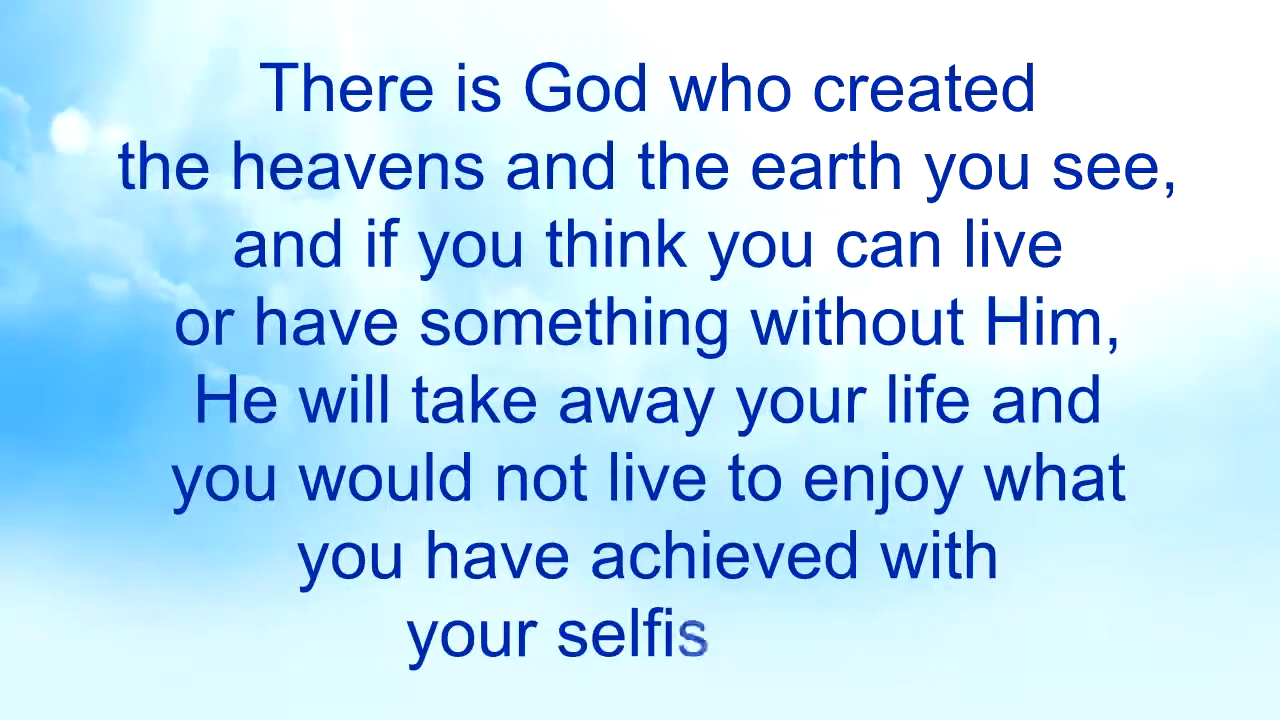 There is God who created
the heavens and the earth you see,
and if you think you can live
or have something without Him,
He will take away your life and
you would not live to enjoy what
you have achieved with
your selfis